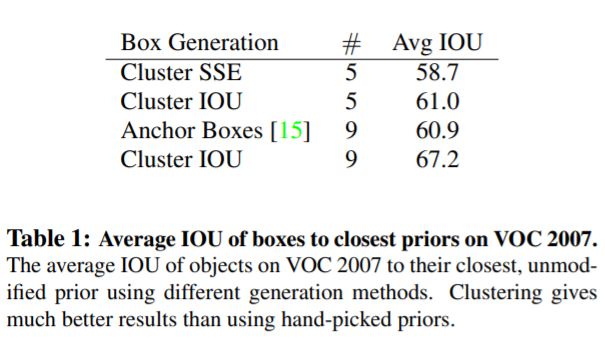 Box Generation # Avg IOU
Cluster SSE 5 58.7
Cluster IOU 5 61.0
Anchor Boxes [15] 9 60.9
Cluster IOU 9 67.2
Table 1: Average IOU of boxes to closest priors on VOC 2007.
The average IOU of objects on VOC 2007 to their closest, unmod-
ified prior using different generation methods. Clustering gives
much better results than using hand-picked priors.